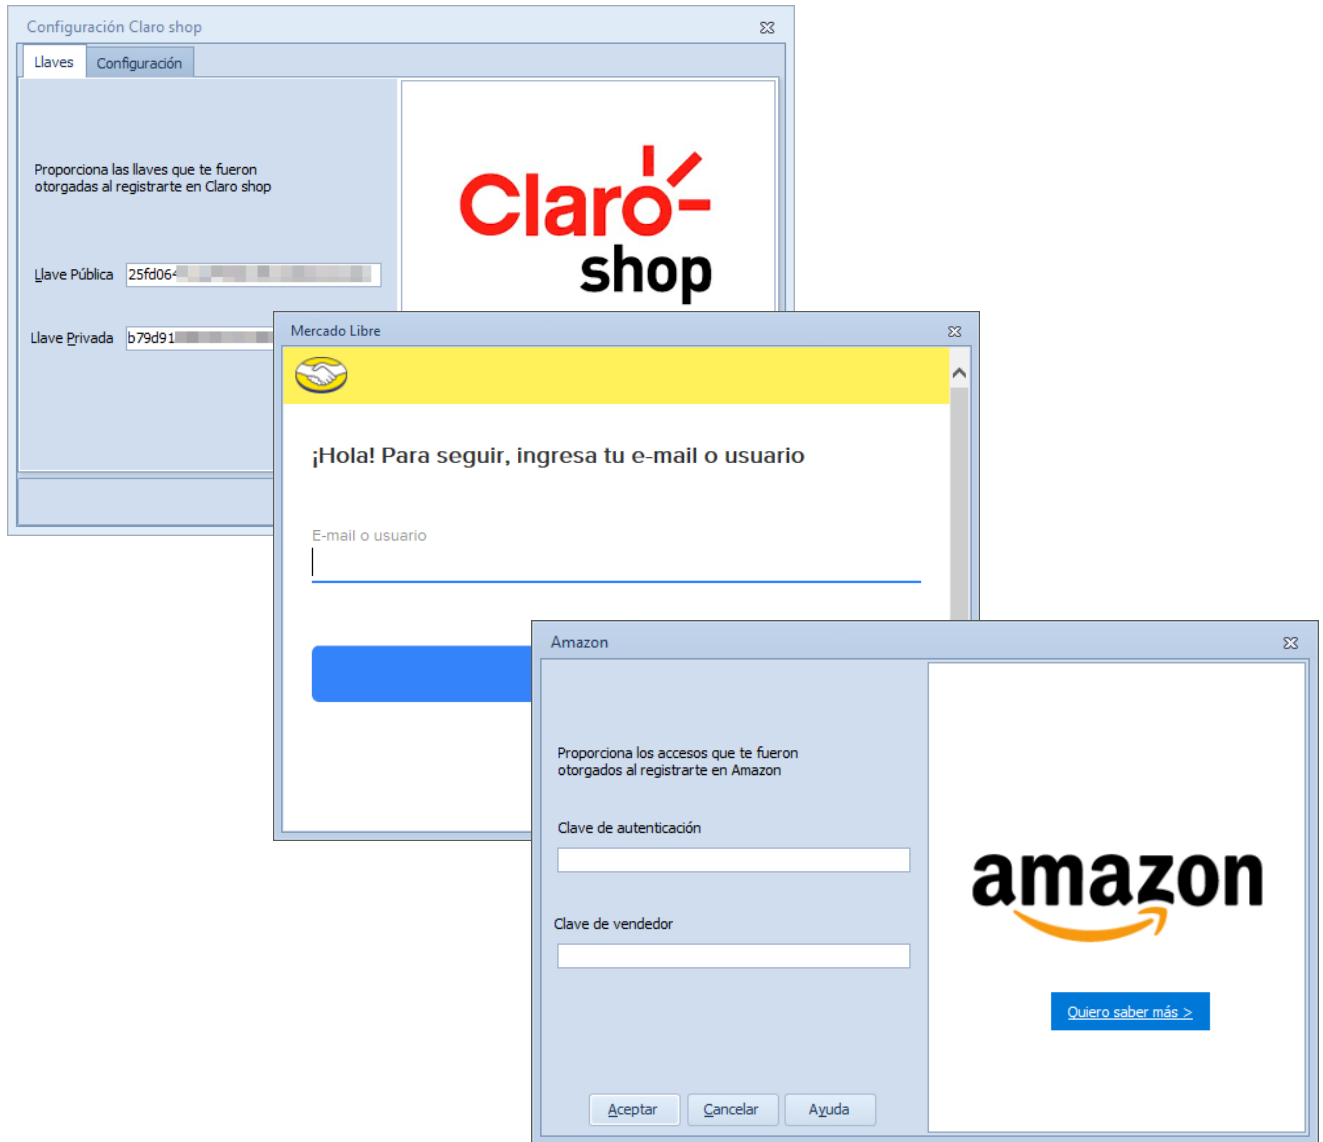 Configuración Claro shop
Llaves Configuración
Proporciona las llaves que te fueron
otorgadas al registrarte en Claro shop
Llave Pública 25fd064
Llave Privada b79d91
Claro
shop
Mercado Libre
¡Hola! Para seguir, ingresa tu e-mail o usuario
E-mail o usuario
Amazon
Proporciona los accesos que te fueron
otorgados al registrarte en Amazon
Clave de autenticación
Clave de vendedor
amazon
Quiero saber más >
Aceptar Cancelar Ayuda